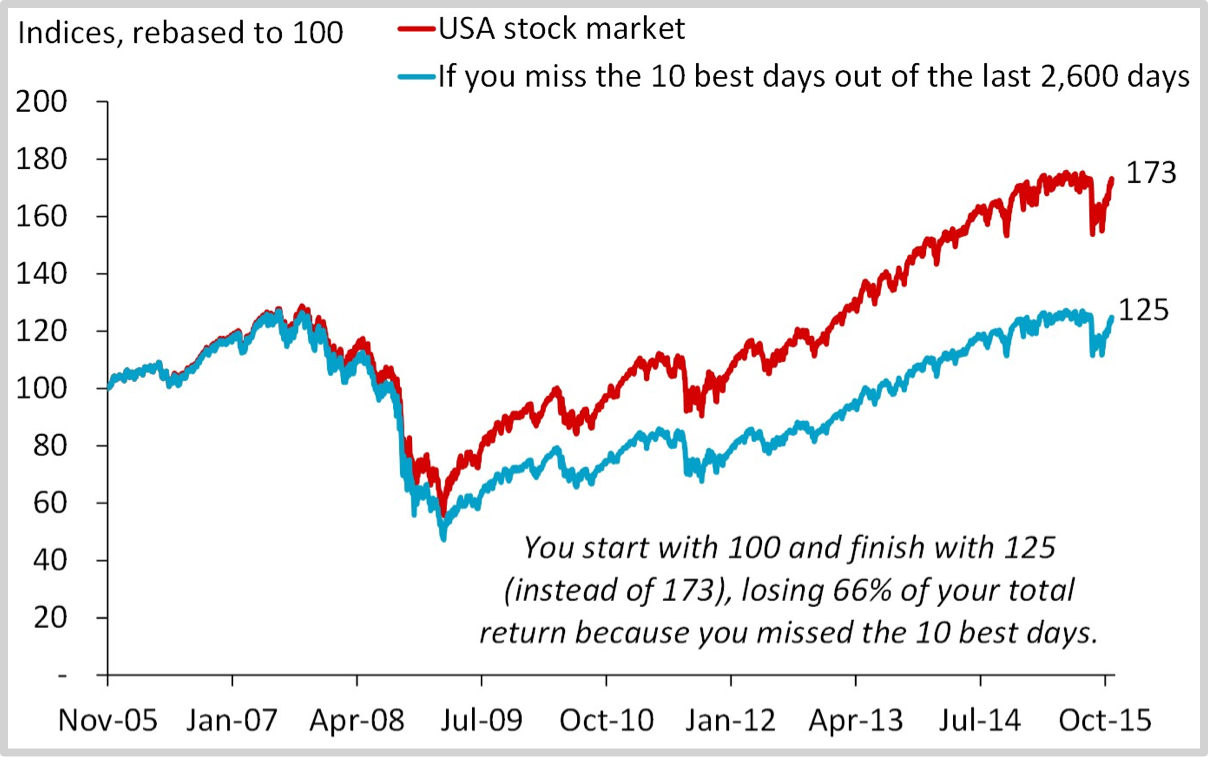 Indices, rebased to 100
USA stock market
If you miss the 10 best days out of the last 2,600 days
200
180
160
140
120
100
80
60
40
20
-
173
125
You start with 100 and finish with 125
(instead of 173), losing 66% of your total
return because you missed the 10 best days.
Nov-05 Jan-07 Apr-08 Jul-09 Oct-10 Jan-12 Apr-13 Jul-14 Oct-15